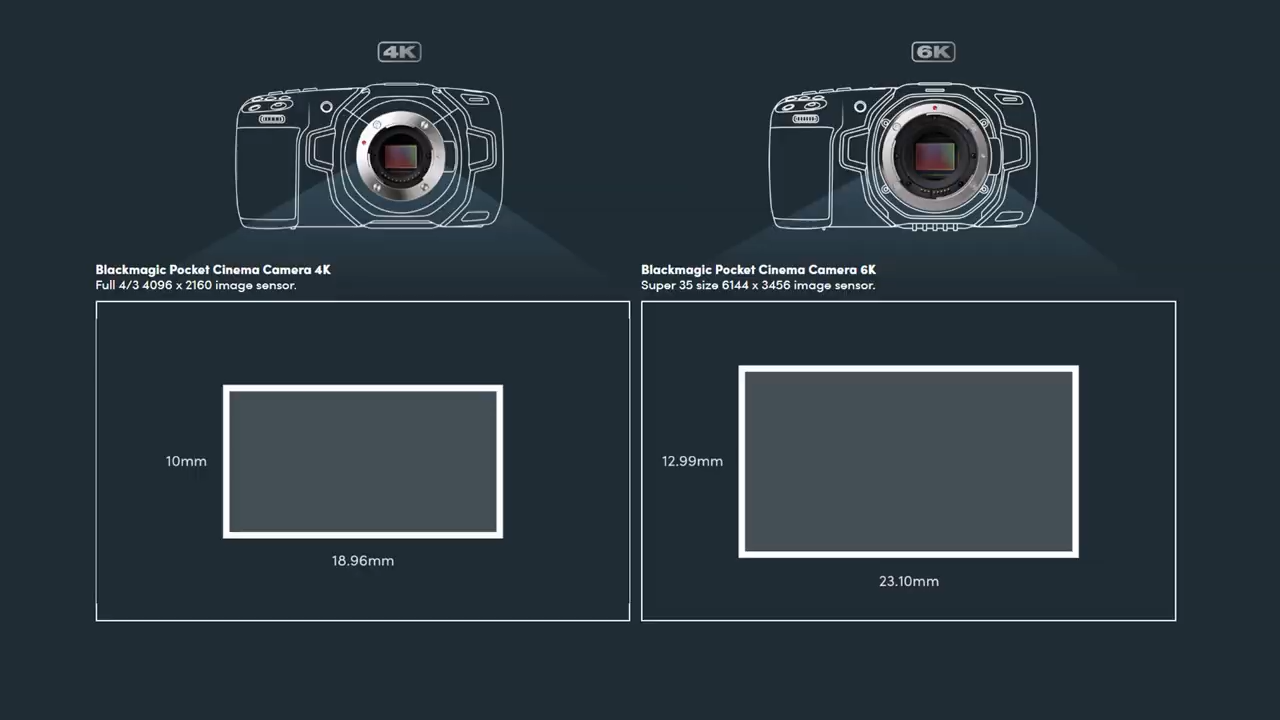 4K
6K
Blackmagic Pocket Cinema Camera 4K
Full 4/3 4096 x 2160 image sensor.
Blackmagic Pocket Cinema Camera 6K
Super 35 size 6144 x 3456 image sensor.
10mm
18.96mm
12.99mm
23.10mm